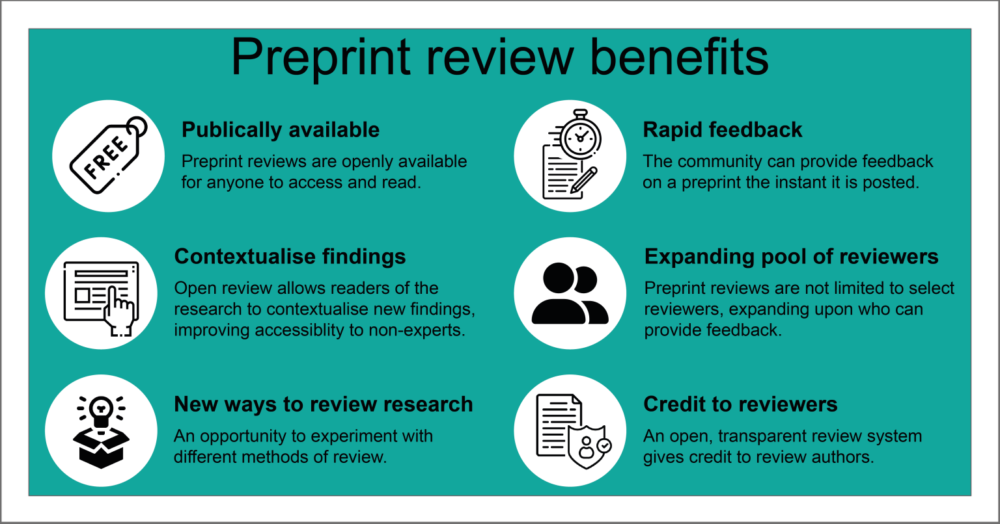 Preprint review benefits
FREE
Publically available
Preprint reviews are openly available
for anyone to access and read.
Rapid feedback
The community can provide feedback
on a preprint the instant it is posted.
Contextualise findings
Open review allows readers of the
research to contextualise new findings,
improving accessiblity to non-experts.
Expanding pool of reviewers
Preprint reviews are not limited to select
reviewers, expanding upon who can
provide feedback.
New ways to review research
An opportunity to experiment with
different methods of review.
Credit to reviewers
An open, transparent review system
gives credit to review authors.